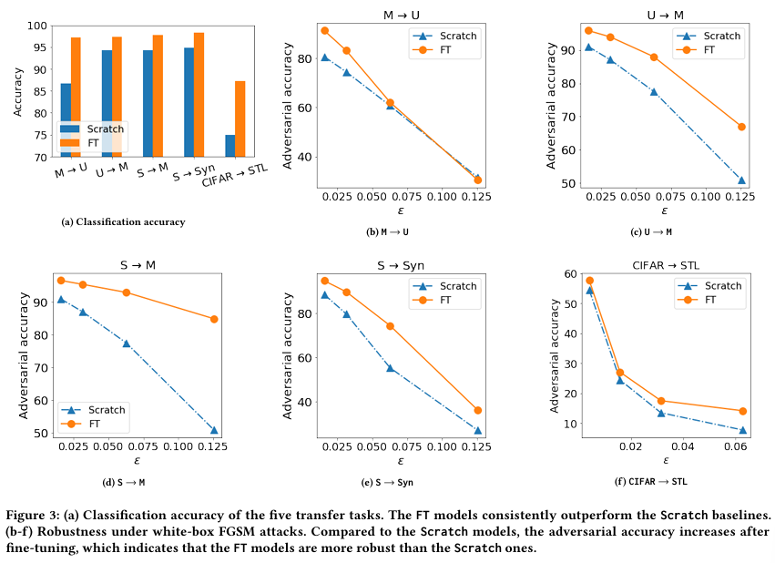 100
95
90
85
80
75
70
Accuracy
Scratch
FT
M → U
U → M
S → M
S → Syn
CIFAR → STL
(a) Classification accuracy
M → U
Scratch
FT
80
60
40
Adversarial accuracy
0.025 0.050 0.075 0.100 0.125
ε
(b) M → U
U → M
Scratch
FT
90
80
70
60
50
Adversarial accuracy
0.025 0.050 0.075 0.100 0.125
ε
(c) U → M
S → M
90
80
70
60
50
Adversarial accuracy
Scratch
FT
0.000 0.025 0.050 0.075 0.100 0.125
ε
(d) S → M
S → Syn
Scratch
FT
80
60
40
Adversarial accuracy
0.025 0.050 0.075 0.100 0.125
ε
(e) S → Syn
CIFAR → STL
Scratch
FT
60
50
40
30
20
10
Adversarial accuracy
0.02 0.04 0.06
ε
(f) CIFAR → STL
Figure 3: (a) Classification accuracy of the five transfer tasks. The FT models consistently outperform the Scratch baselines.
(b-f) Robustness under white-box FGSM attacks. Compared to the Scratch models, the adversarial accuracy increases after
fine-tuning, which indicates that the FT models are more robust than the Scratch ones.